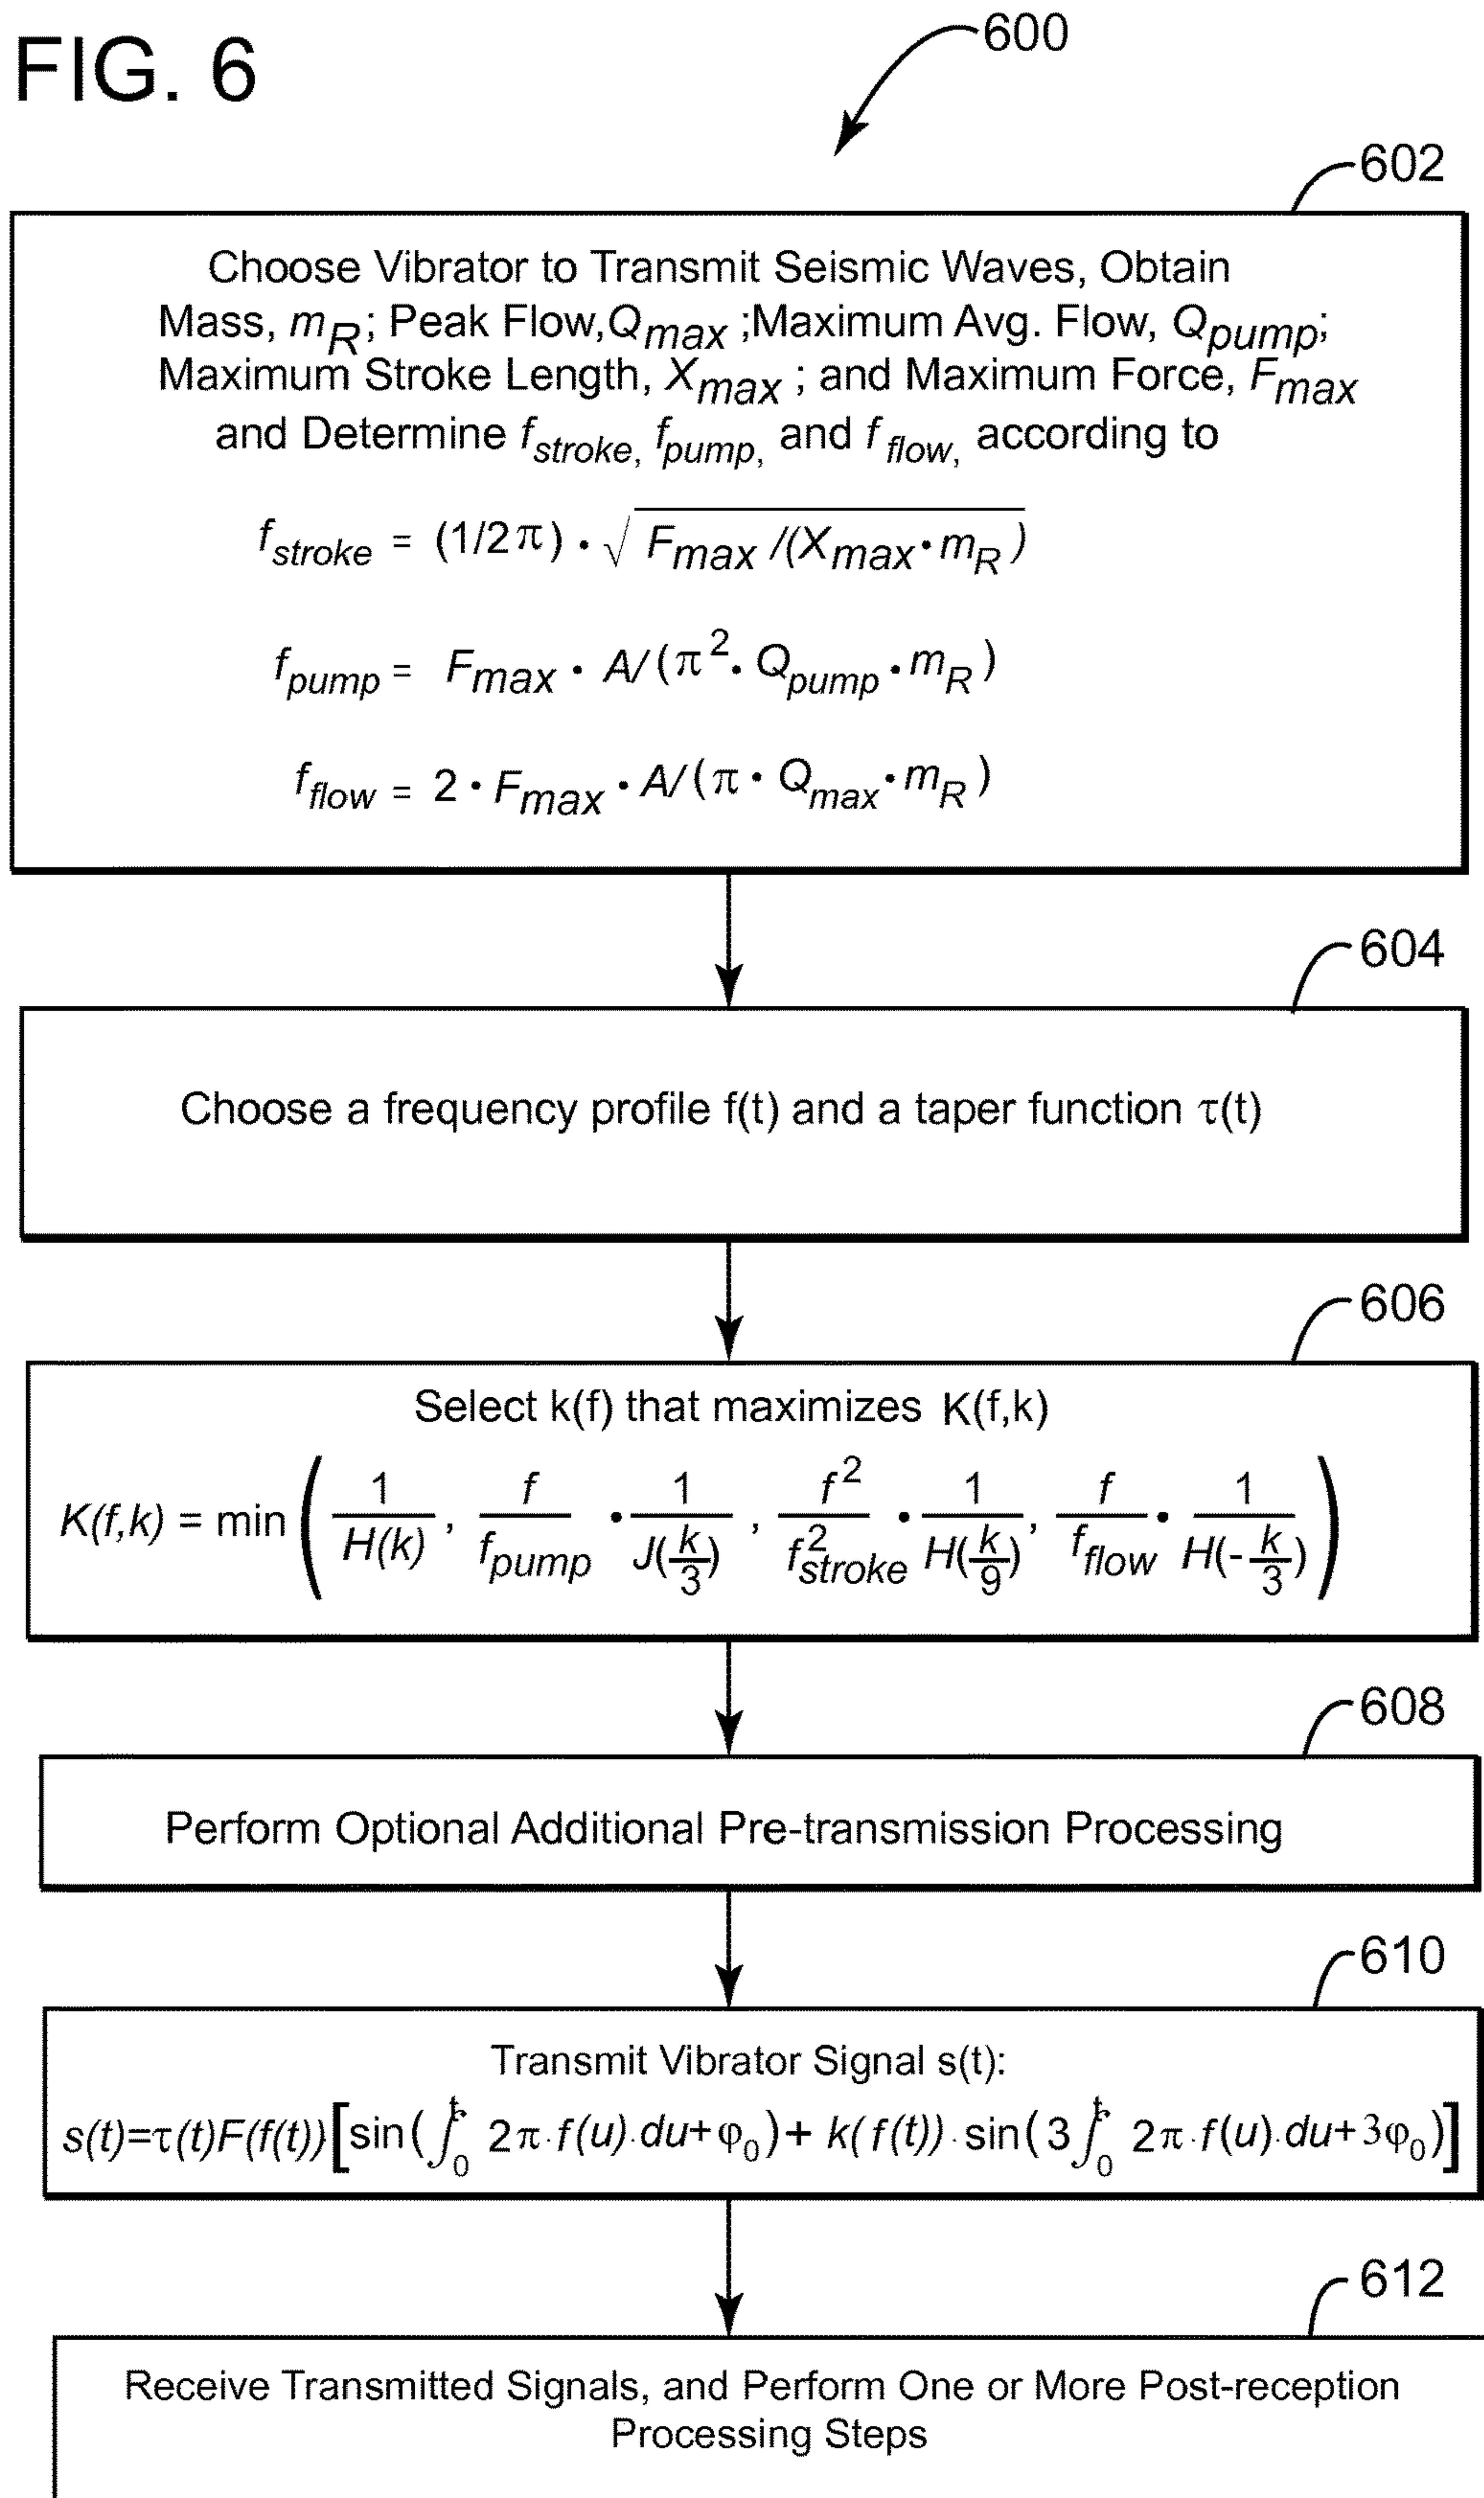 FIG. 6
600
602
Choose Vibrator to Transmit Seismic Waves, Obtain
Mass, m_R; Peak Flow,Q_max ;Maximum Avg. Flow, Q_pump;
Maximum Stroke Length, X_max ; and Maximum Force, F_max
and Determine f_stroke, f_pump, and f_flow, according to
f_stroke = (1/2π) • √F_max /(X_max • m_R)
f_pump = F_max • A/(π² • Q_pump • m_R)
f_flow = 2 • F_max • A/(π • Q_max • m_R)
604
Choose a frequency profile f(t) and a taper function τ(t)
606
Select k(f) that maximizes K(f,k)
K(f,k) = min ( 1/H(k), f/f_pump • 1/J(k/3), f²/f²_stroke • 1/H(k/9), f/f_flow • 1/H(-k/3) )
608
Perform Optional Additional Pre-transmission Processing
610
Transmit Vibrator Signal s(t):
s(t)=τ(t)F(f(t))[sin(∫₀ᵗ 2π·f(u)·du+φ₀)+ k(f(t))·sin(3∫₀ᵗ 2π·f(u)·du+3φ₀)]
612
Receive Transmitted Signals, and Perform One or More Post-reception
Processing Steps